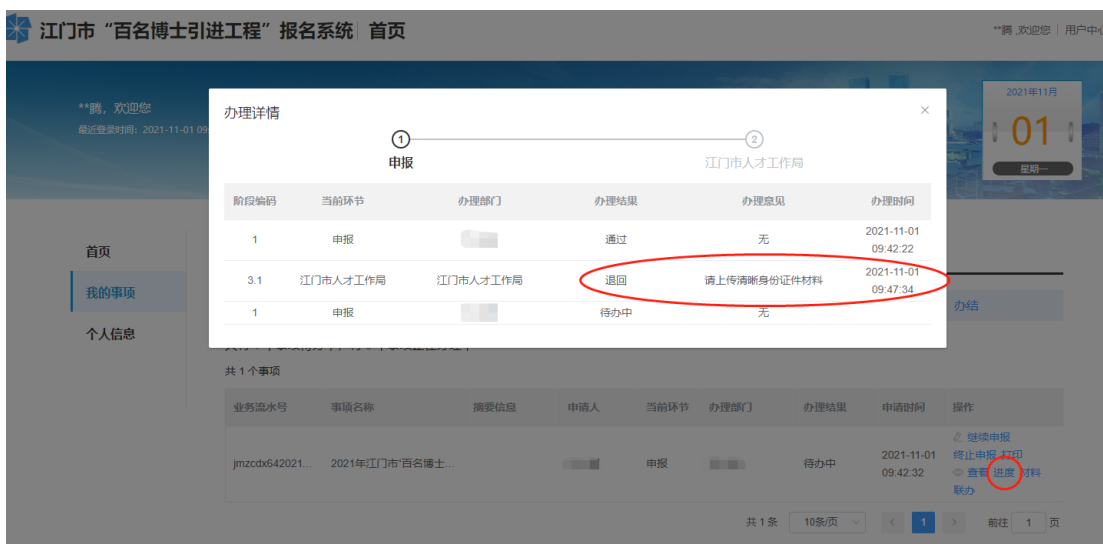 江门市“百名博士引进工程”报名系统 首页
**腾 ,欢迎您 用户中心
**腾，欢迎您
最近登录时间：2021-11-01 09
2021年11月
01
星期一
办理详情 ×
1 2
申报 江门市人才工作局
阶段编码 当前环节 办理部门 办理结果 办理意见 办理时间
1 申报 通过 无 2021-11-01
09:42:22
3.1 江门市人才工作局 江门市人才工作局 退回 请上传清晰身份证件材料 2021-11-01
09:47:34
1 申报 待办中 无
首页
我的事项
个人信息
办结
共 1 个事项
业务流水号 事项名称 摘要信息 申请人 当前环节 办理部门 办理结果 申请时间 操作
jmzcdx642021... 2021年江门市“百名博士... 申报 待办中 2021-11-01
09:42:32
继续申报
终止申报 打印
查看 进度 材料
联办
共 1 条 10条/页 < 1 > 前往 1 页